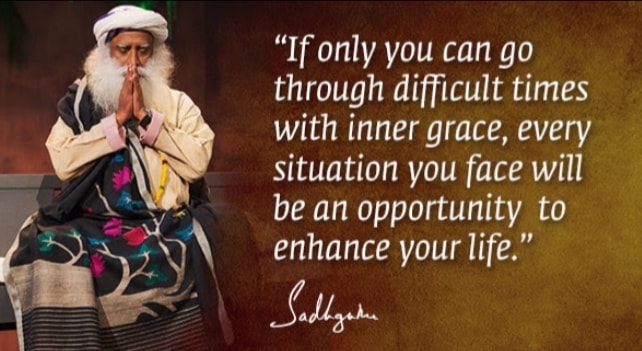 “If only you can go
through difficult times
with inner grace, every
situation you face will
be an opportunity to
enhance your life.”
Sadhguru